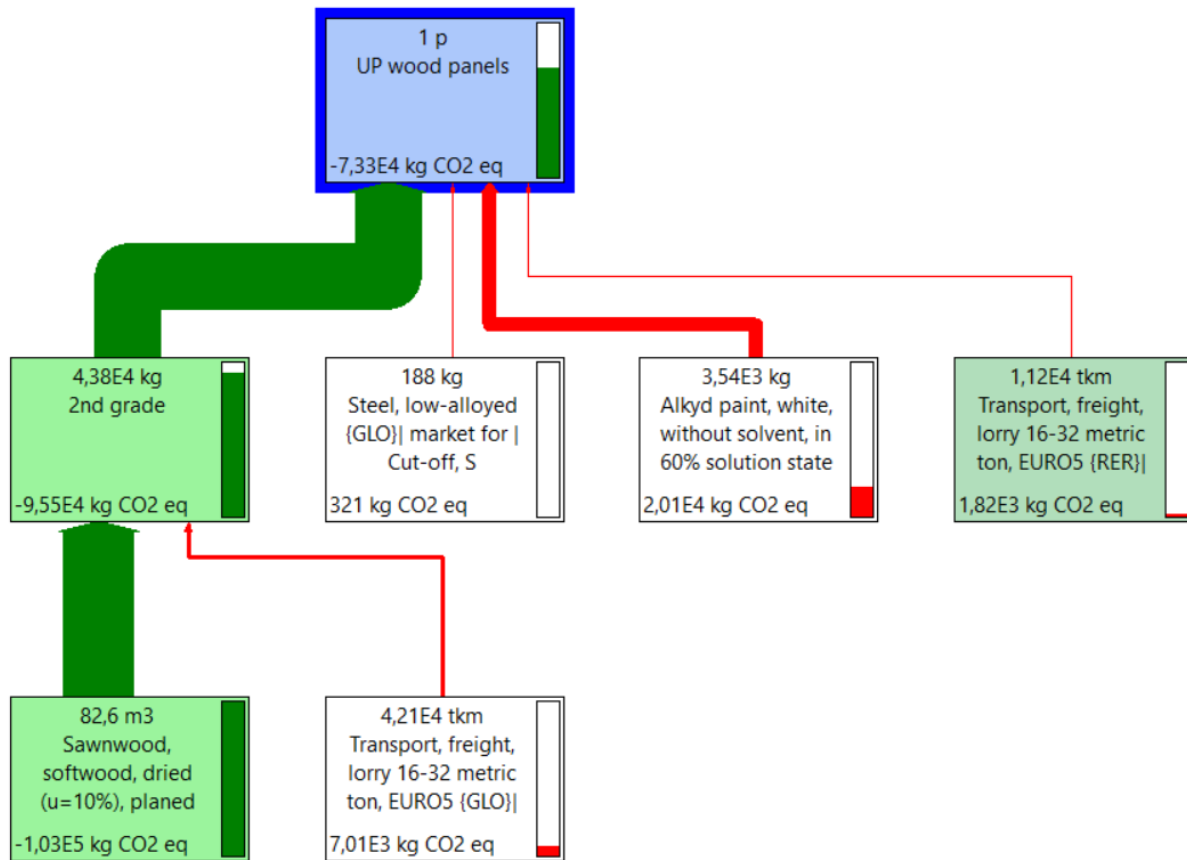 1 p
UP wood panels
-7,33E4 kg CO2 eq
4,38E4 kg
2nd grade
-9,55E4 kg CO2 eq
188 kg
Steel, low-alloyed
{GLO}| market for |
Cut-off, S
321 kg CO2 eq
3,54E3 kg
Alkyd paint, white,
without solvent, in
60% solution state
2,01E4 kg CO2 eq
1,12E4 tkm
Transport, freight,
lorry 16-32 metric
ton, EURO5 {RER}|
1,82E3 kg CO2 eq
82,6 m3
Sawnwood,
softwood, dried
(u=10%), planed
-1,03E5 kg CO2 eq
4,21E4 tkm
Transport, freight,
lorry 16-32 metric
ton, EURO5 {GLO}|
7,01E3 kg CO2 eq